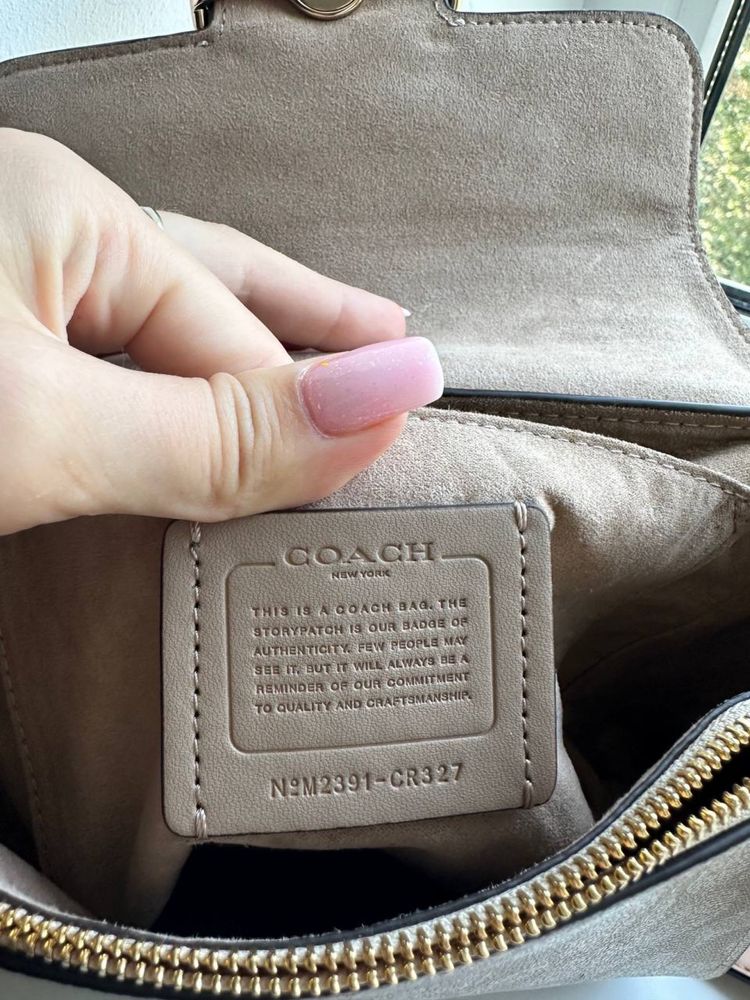 COACH
NEW YORK
THIS IS A COACH BAG. THE
STORYPATCH IS OUR BADGE OF
AUTHENTICITY. FEW PEOPLE MAY
SEE IT, BUT IT WILL ALWAYS BE A
REMINDER OF OUR COMMITMENT
TO QUALITY AND CRAFTSMANSHIP.
NºM2391-CR327